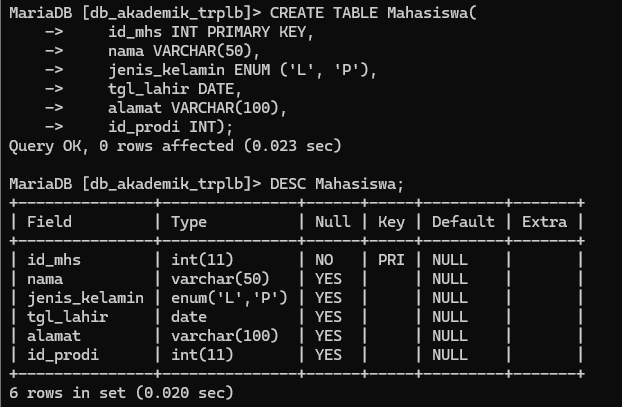 MariaDB [db_akademik_trplb]> CREATE TABLE Mahasiswa(
    ->     id_mhs INT PRIMARY KEY,
    ->     nama VARCHAR(50),
    ->     jenis_kelamin ENUM ('L', 'P'),
    ->     tgl_lahir DATE,
    ->     alamat VARCHAR(100),
    ->     id_prodi INT);
Query OK, 0 rows affected (0.023 sec)

MariaDB [db_akademik_trplb]> DESC Mahasiswa;
+---------------+---------------+------+-----+---------+-------+
| Field         | Type          | Null | Key | Default | Extra |
+---------------+---------------+------+-----+---------+-------+
| id_mhs        | int(11)       | NO   | PRI | NULL    |       |
| nama          | varchar(50)   | YES  |     | NULL    |       |
| jenis_kelamin | enum('L','P') | YES  |     | NULL    |       |
| tgl_lahir     | date          | YES  |     | NULL    |       |
| alamat        | varchar(100)  | YES  |     | NULL    |       |
| id_prodi      | int(11)       | YES  |     | NULL    |       |
+---------------+---------------+------+-----+---------+-------+
6 rows in set (0.020 sec)